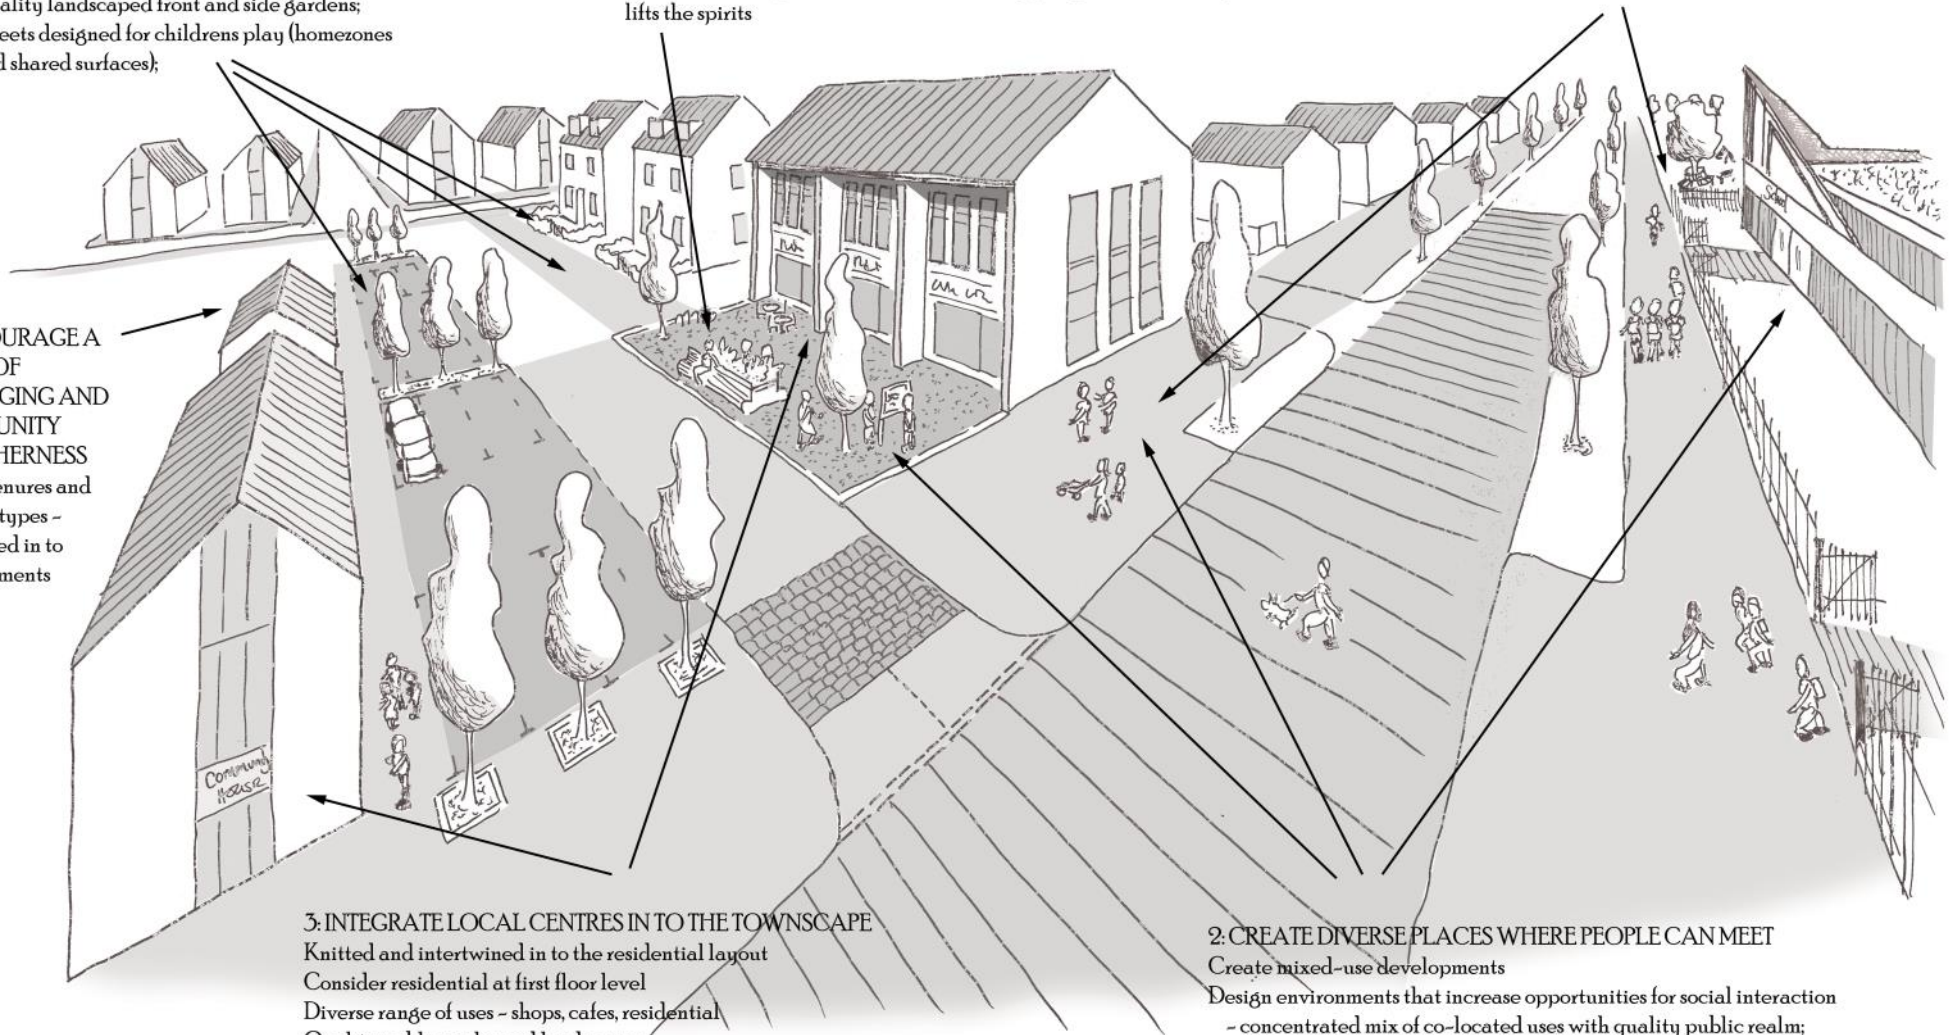 ality landscaped front and side gardens;
eets designed for childrens play (homezones
d shared surfaces);
lifts the spirits
OURAGE A
OF
GING AND
UNITY
HERNESS
enures and
types -
ed in to
ments
School
Community
House
3: INTEGRATE LOCAL CENTRES IN TO THE TOWNSCAPE
Knitted and intertwined in to the residential layout
Consider residential at first floor level
Diverse range of uses - shops, cafes, residential
2: CREATE DIVERSE PLACES WHERE PEOPLE CAN MEET
Create mixed-use developments
Design environments that increase opportunities for social interaction
- concentrated mix of co-located uses with quality public realm;